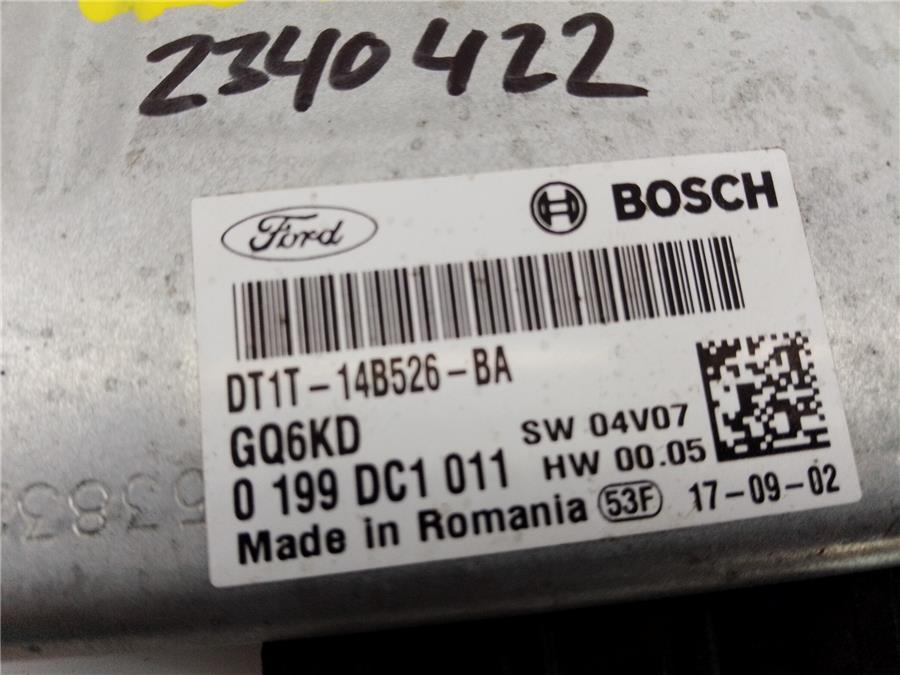 2340422
Ford
BOSCH
DT1T-14B526-BA
GQ6KD
SW 04V07
0 199 DC1 011
HW 00.05
Made in Romania
53F
17-09-02